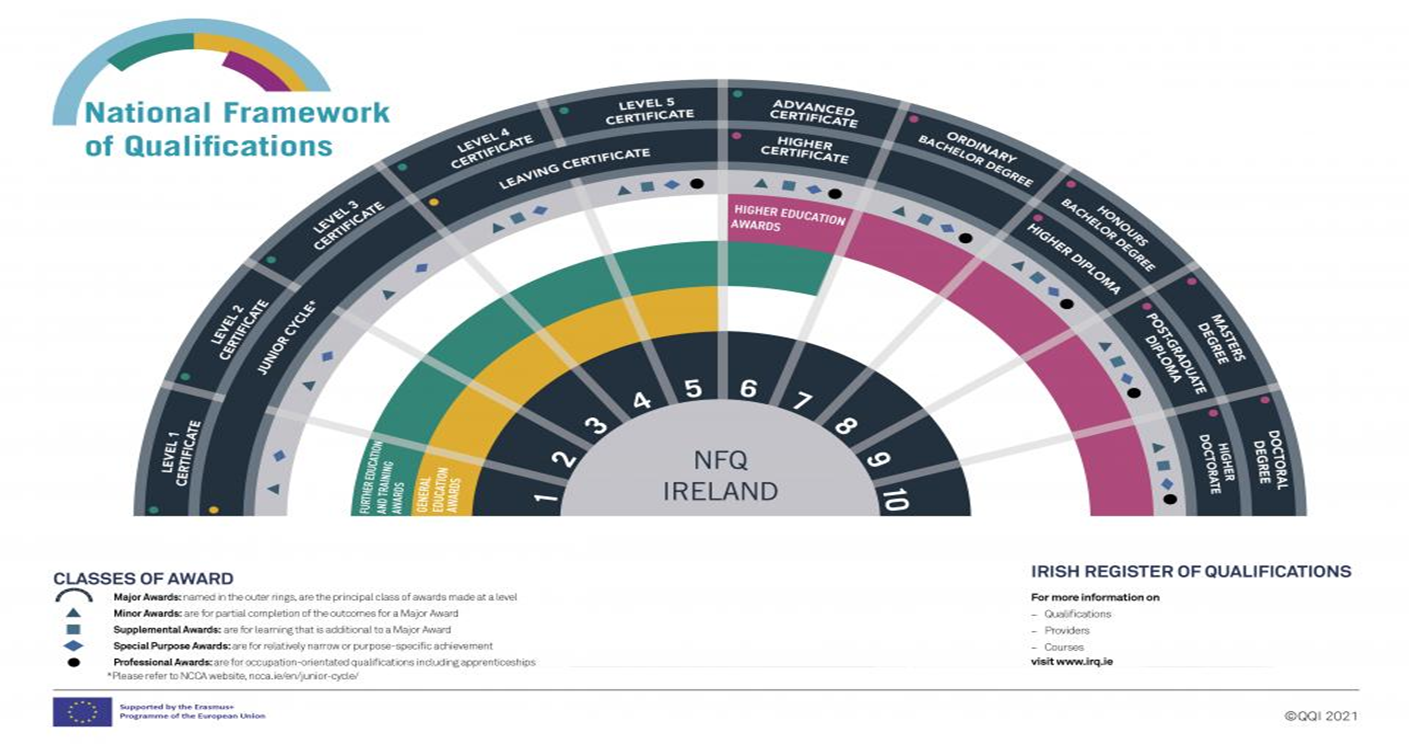 National Framework
of Qualifications
LEVEL 1
CERTIFICATE
LEVEL 2
CERTIFICATE
LEVEL 3
CERTIFICATE
LEVEL 4
CERTIFICATE
LEVEL 5
CERTIFICATE
ADVANCED
CERTIFICATE
ORDINARY
BACHELOR DEGREE
HONOURS
BACHELOR DEGREE
MASTERS
DEGREE
DOCTORAL
DEGREE
JUNIOR CYCLE*
LEAVING CERTIFICATE
HIGHER
CERTIFICATE
HIGHER DIPLOMA
POST-GRADUATE
DIPLOMA
HIGHER
DOCTORATE
HIGHER EDUCATION
AWARDS
FURTHER EDUCATION
AND TRAINING
AWARDS
GENERAL
EDUCATION
AWARDS
1
2
3
4
5
6
7
8
9
10
NFQ
IRELAND
CLASSES OF AWARD
Major Awards: named in the outer rings, are the principal class of awards made at a level
Minor Awards: are for partial completion of the outcomes for a Major Award
Supplemental Awards: are for learning that is additional to a Major Award
Special Purpose Awards: are for relatively narrow or purpose-specific achievement
Professional Awards: are for occupation-orientated qualifications including apprenticeships
*Please refer to NCCA website, ncca.ie/en/junior-cycle/
IRISH REGISTER OF QUALIFICATIONS
For more information on
– Qualifications
– Providers
– Courses
visit www.irq.ie
Supported by the Erasmus+
Programme of the European Union
©QQI 2021